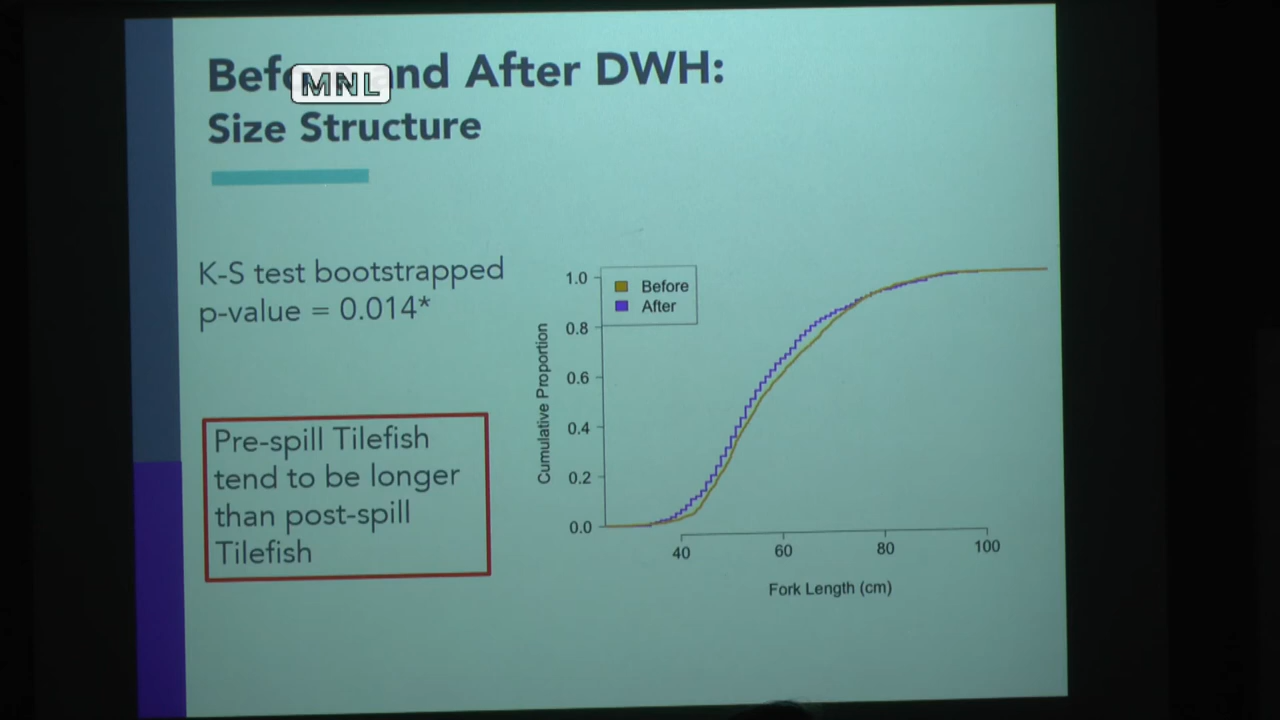 Before and After DWH:
MNL
Size Structure
K-S test bootstrapped
p-value = 0.014*
Pre-spill Tilefish
tend to be longer
than post-spill
Tilefish
1.0
0.8
0.6
0.4
0.2
0.0
Cumulative Proportion
Before
After
40
60
80
100
Fork Length (cm)